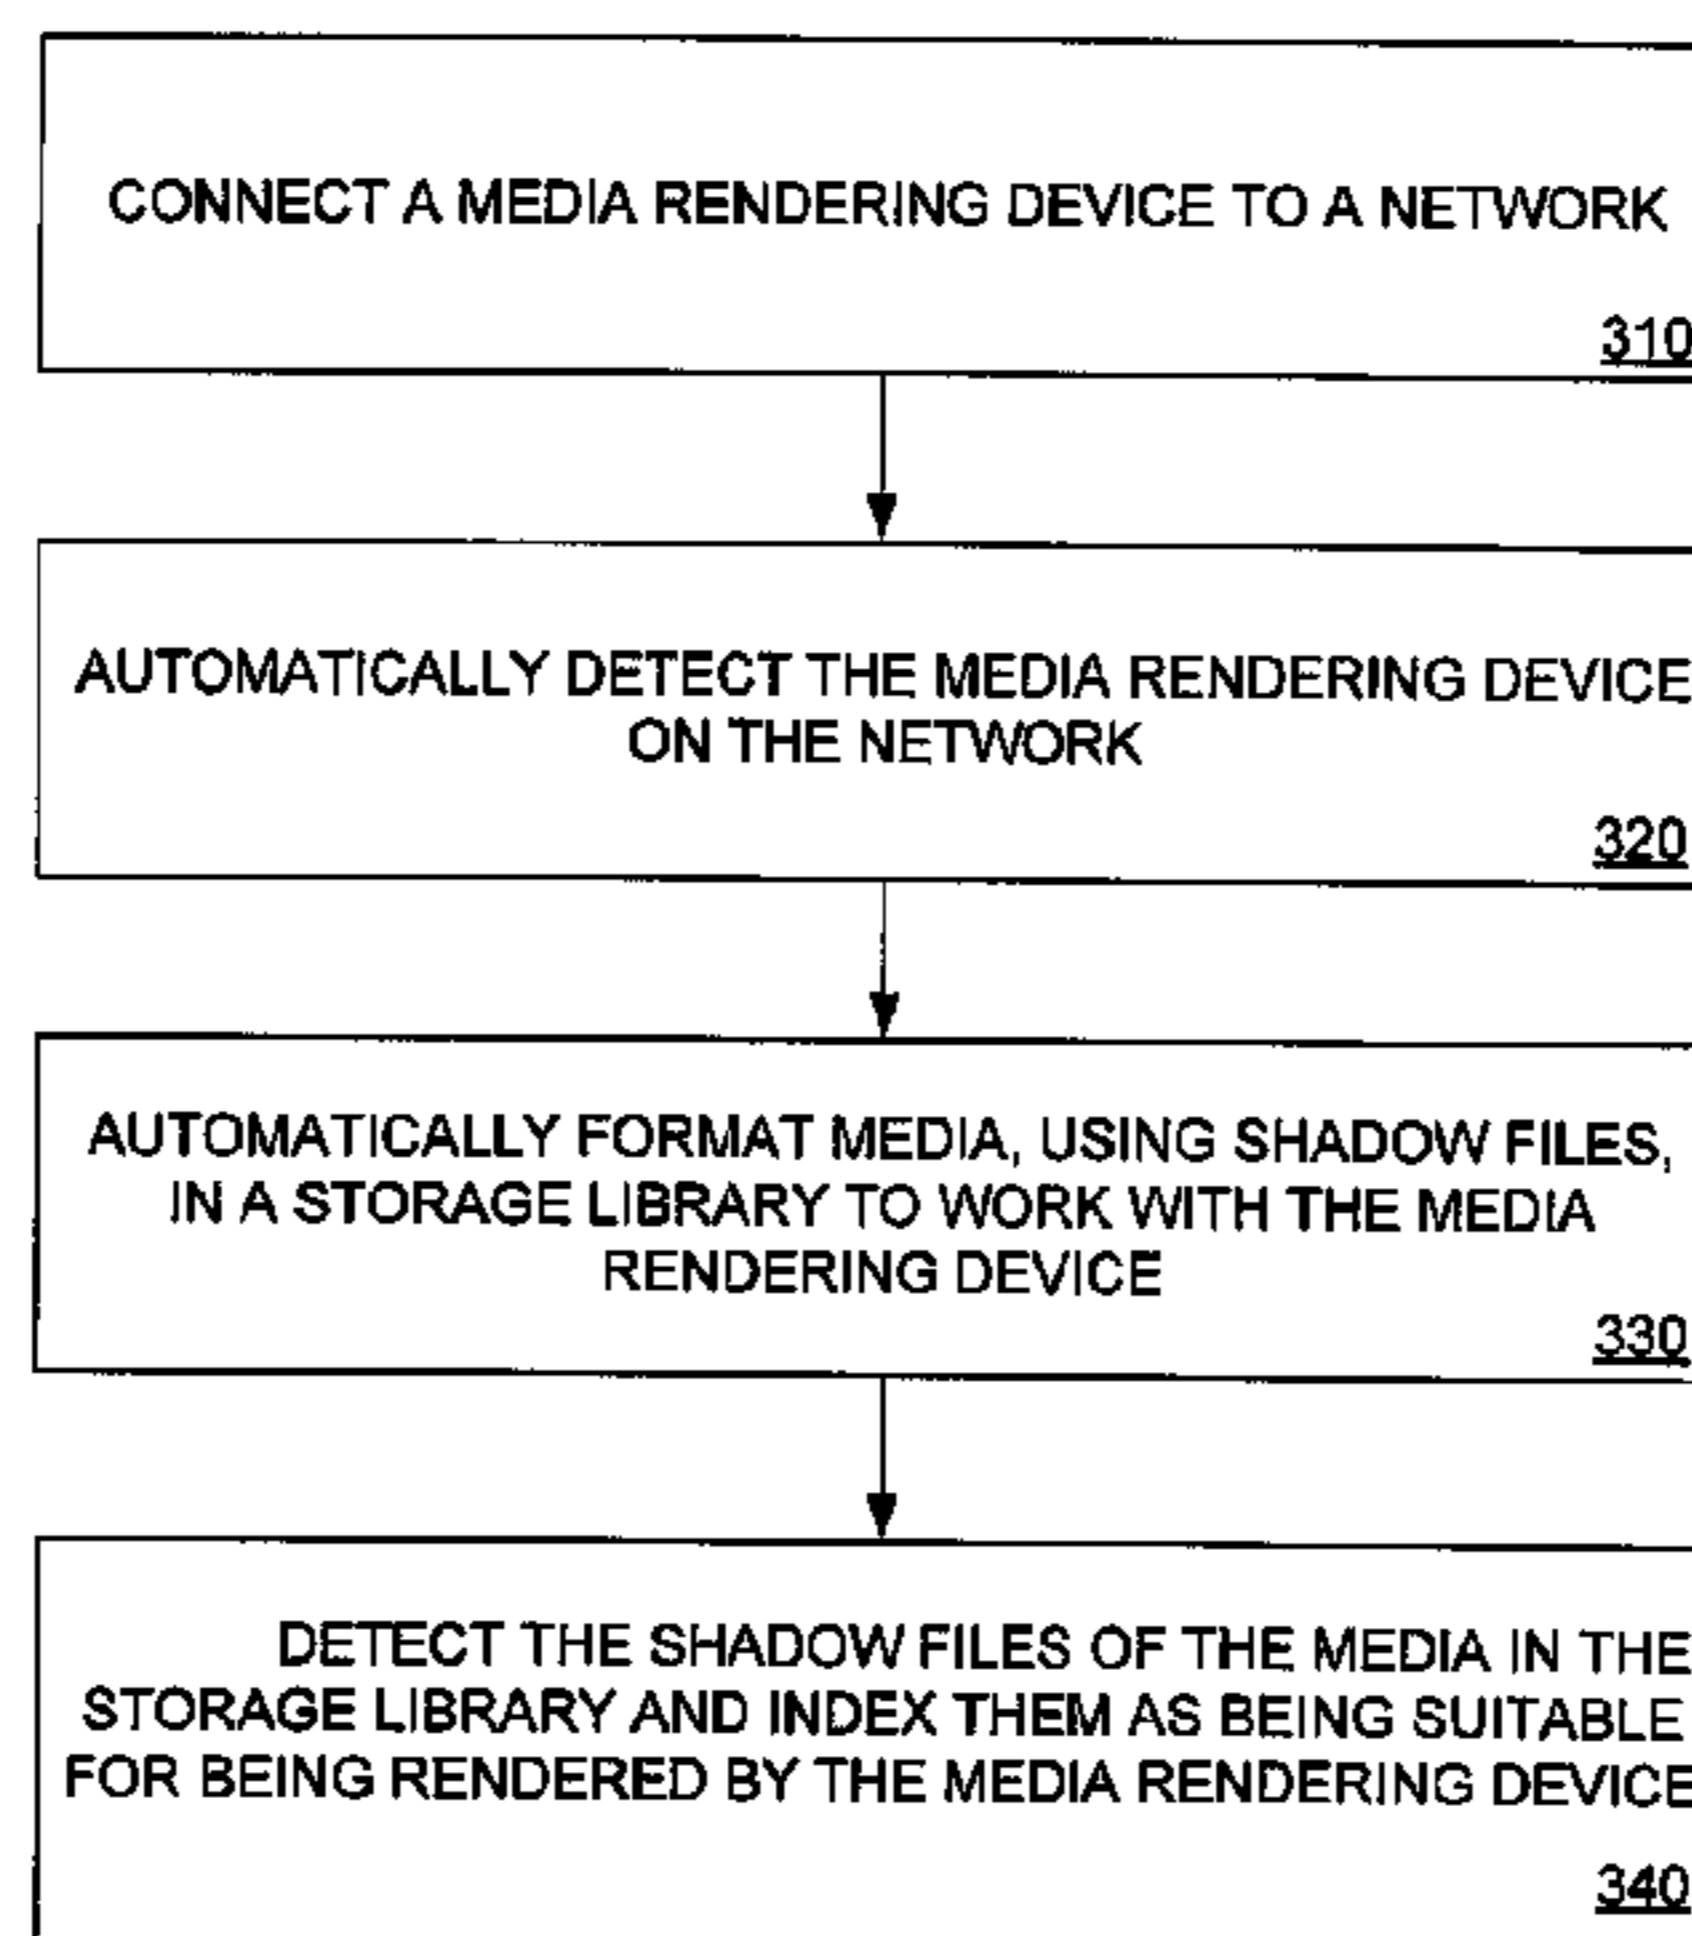 CONNECT A MEDIA RENDERING DEVICE TO A NETWORK
310
AUTOMATICALLY DETECT THE MEDIA RENDERING DEVICE
ON THE NETWORK
320
AUTOMATICALLY FORMAT MEDIA, USING SHADOW FILES,
IN A STORAGE LIBRARY TO WORK WITH THE MEDIA
RENDERING DEVICE
330
DETECT THE SHADOW FILES OF THE MEDIA IN THE
STORAGE LIBRARY AND INDEX THEM AS BEING SUITABLE
FOR BEING RENDERED BY THE MEDIA RENDERING DEVICE
340